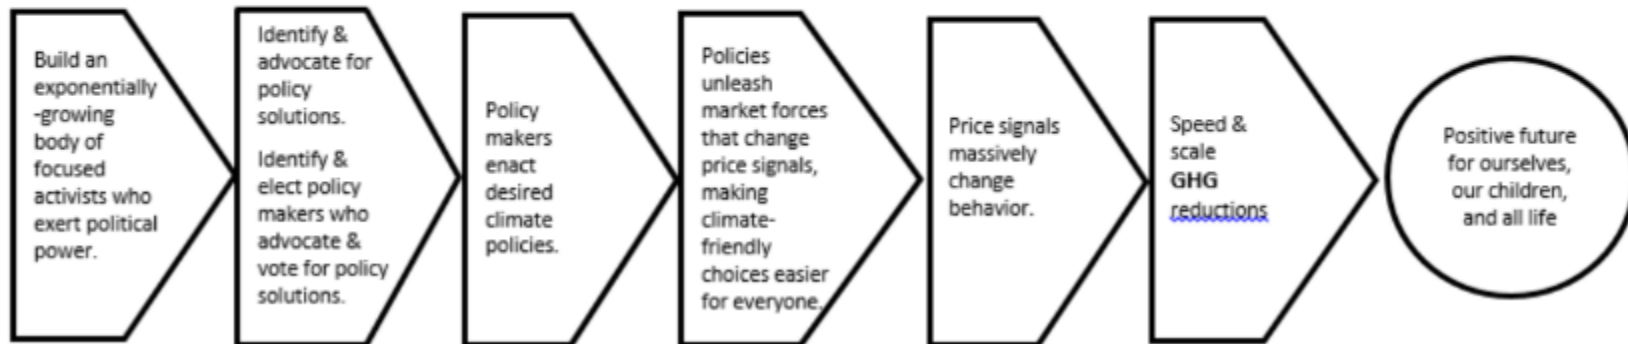 Build an
exponentially
-growing
body of
focused
activists who
exert political
power.
Identify &
advocate for
policy
solutions.
Identify &
elect policy
makers who
advocate &
vote for policy
solutions.
Policy
makers
enact
desired
climate
policies.
Policies
unleash
market forces
that change
price signals,
making
climate-
friendly
choices easier
for everyone.
Price signals
massively
change
behavior.
Speed &
scale
GHG
reductions
Positive future
for ourselves,
our children,
and all life